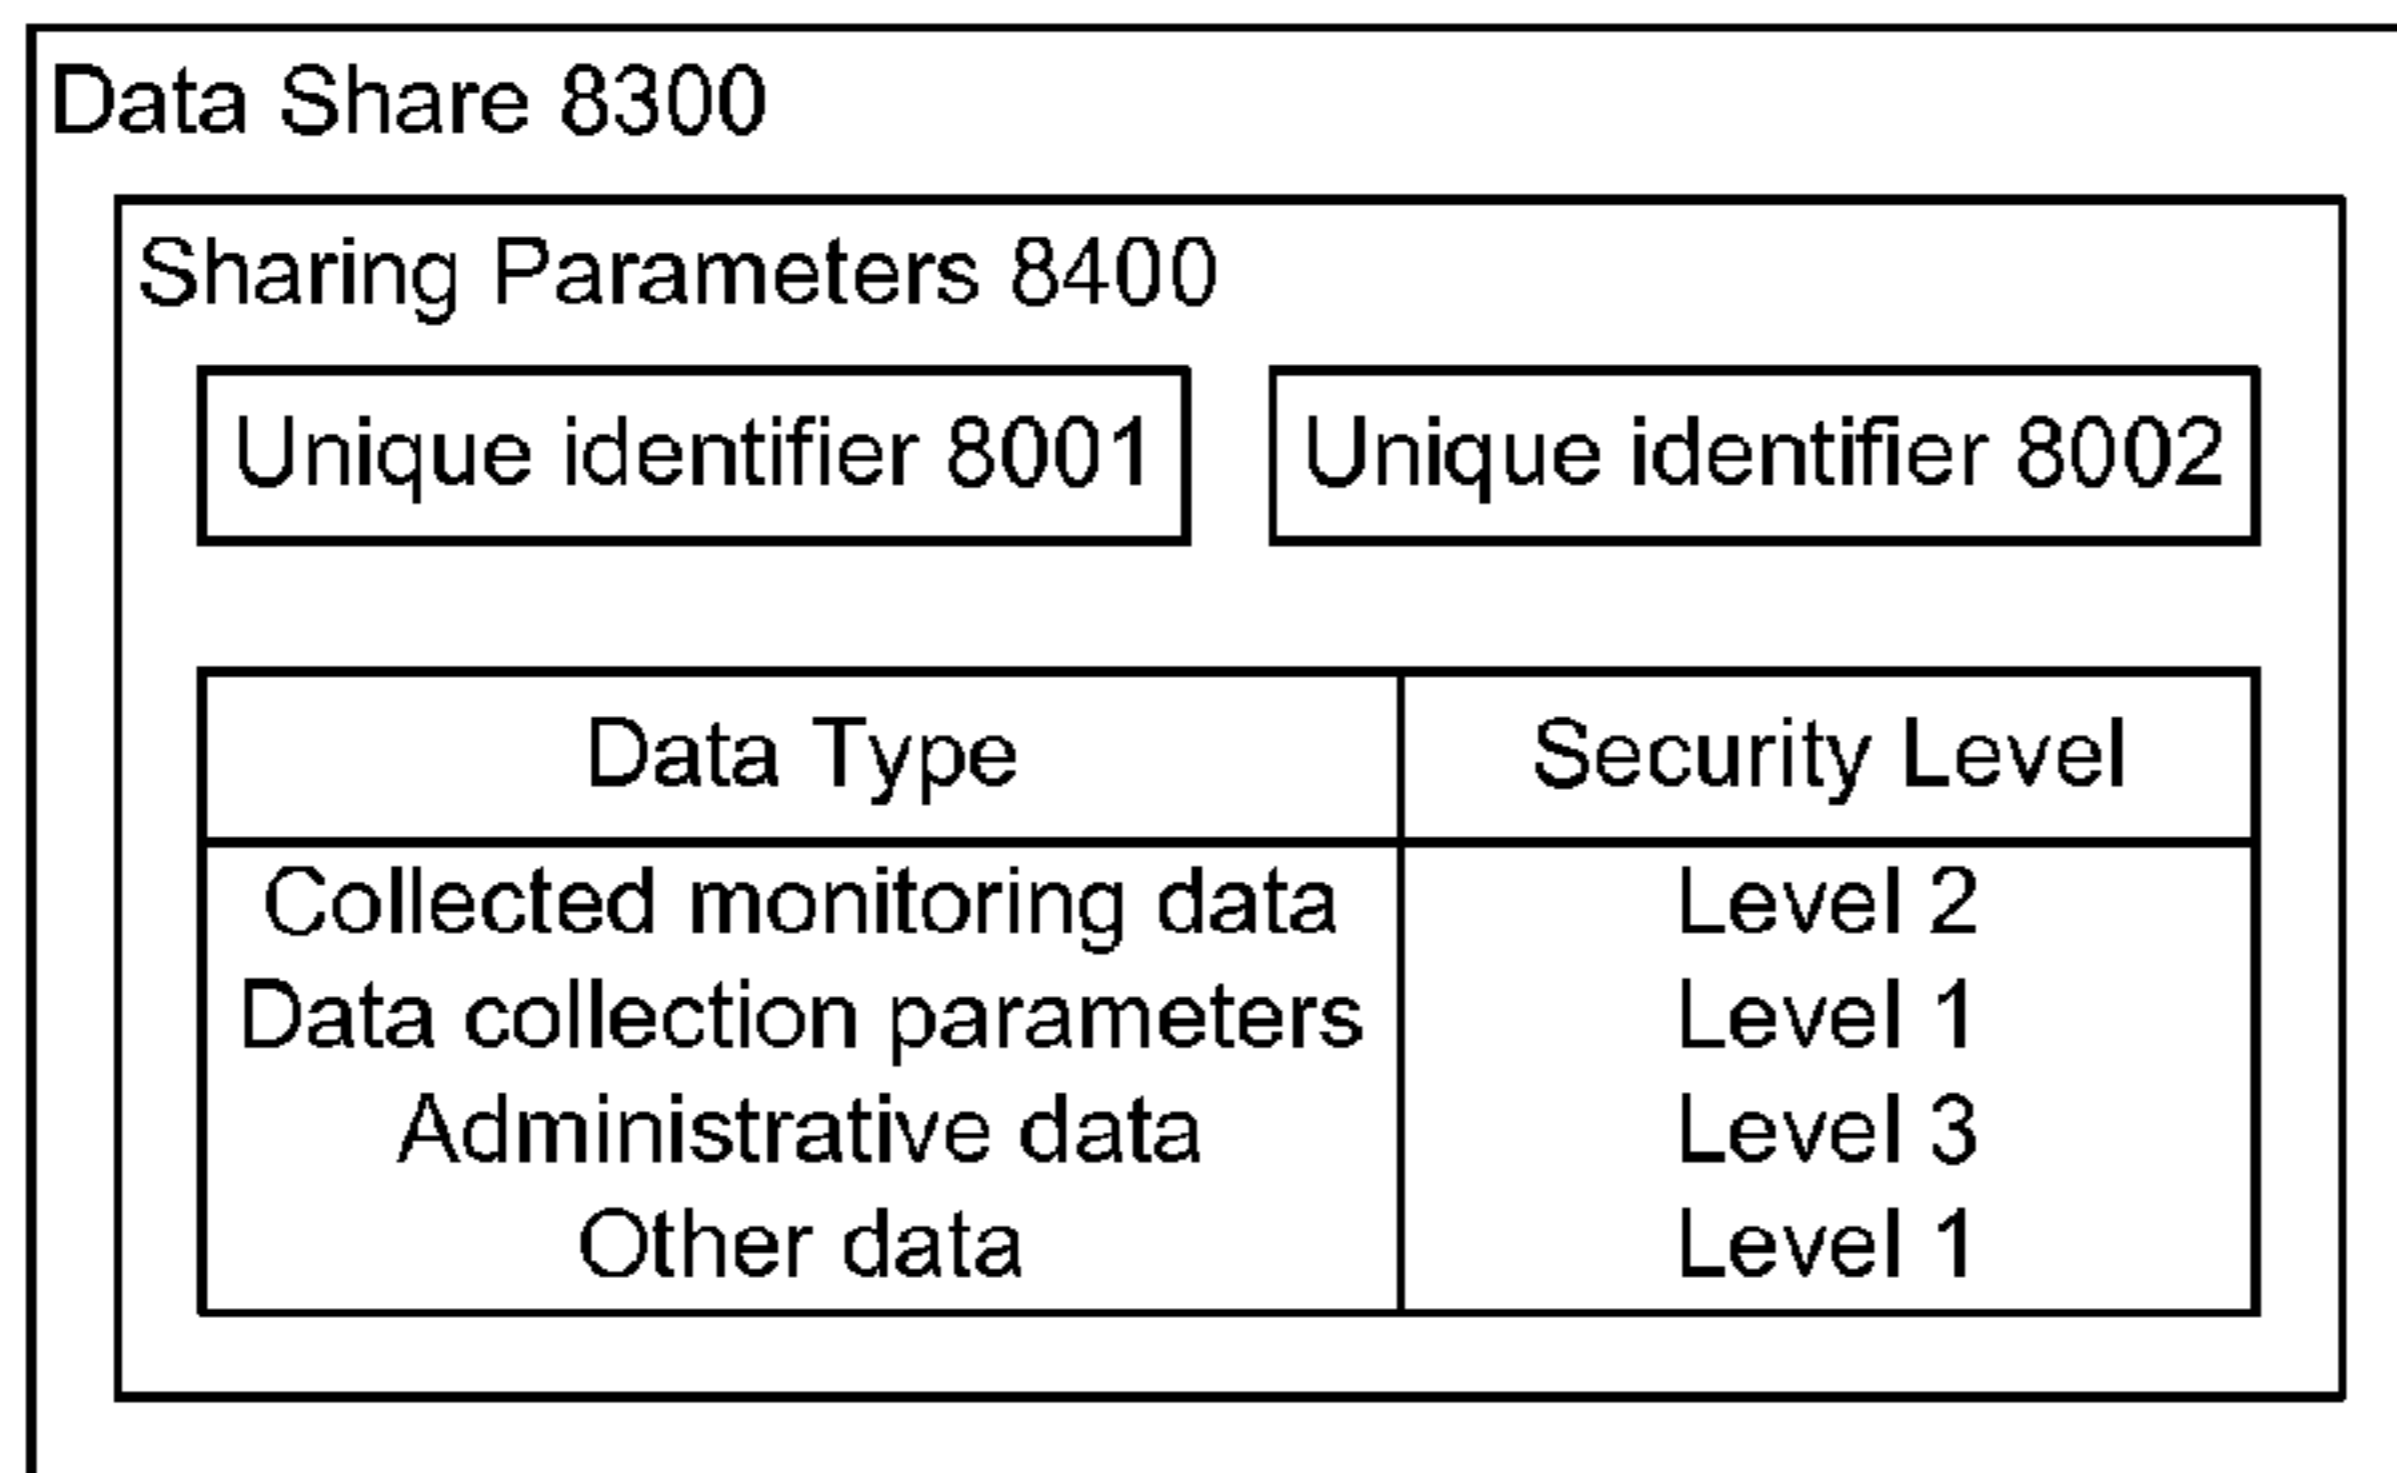 Data Share 8300
Sharing Parameters 8400
Unique identifier 8001 Unique identifier 8002
Data Type Security Level
Collected monitoring data Level 2
Data collection parameters Level 1
Administrative data Level 3
Other data Level 1